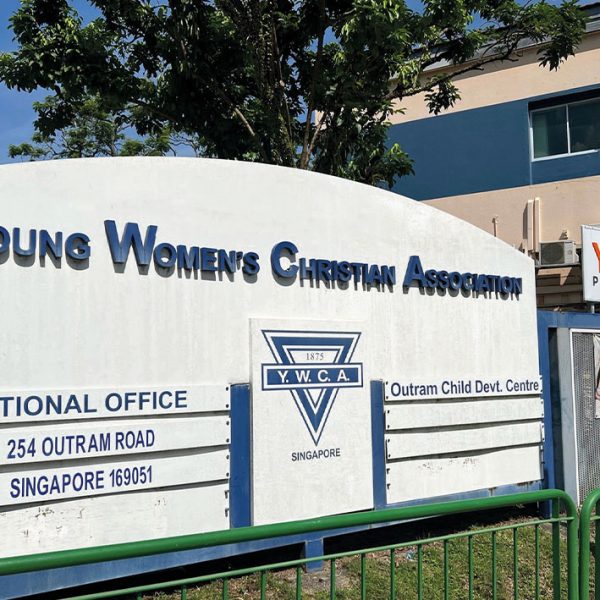 OUNG WOMEN'S CHRISTIAN ASSOCIATION
1875
Y.W.C.A.
SINGAPORE
TIONAL OFFICE
254 OUTRAM ROAD
SINGAPORE 169051
Outram Child Devt. Centre
Y
P